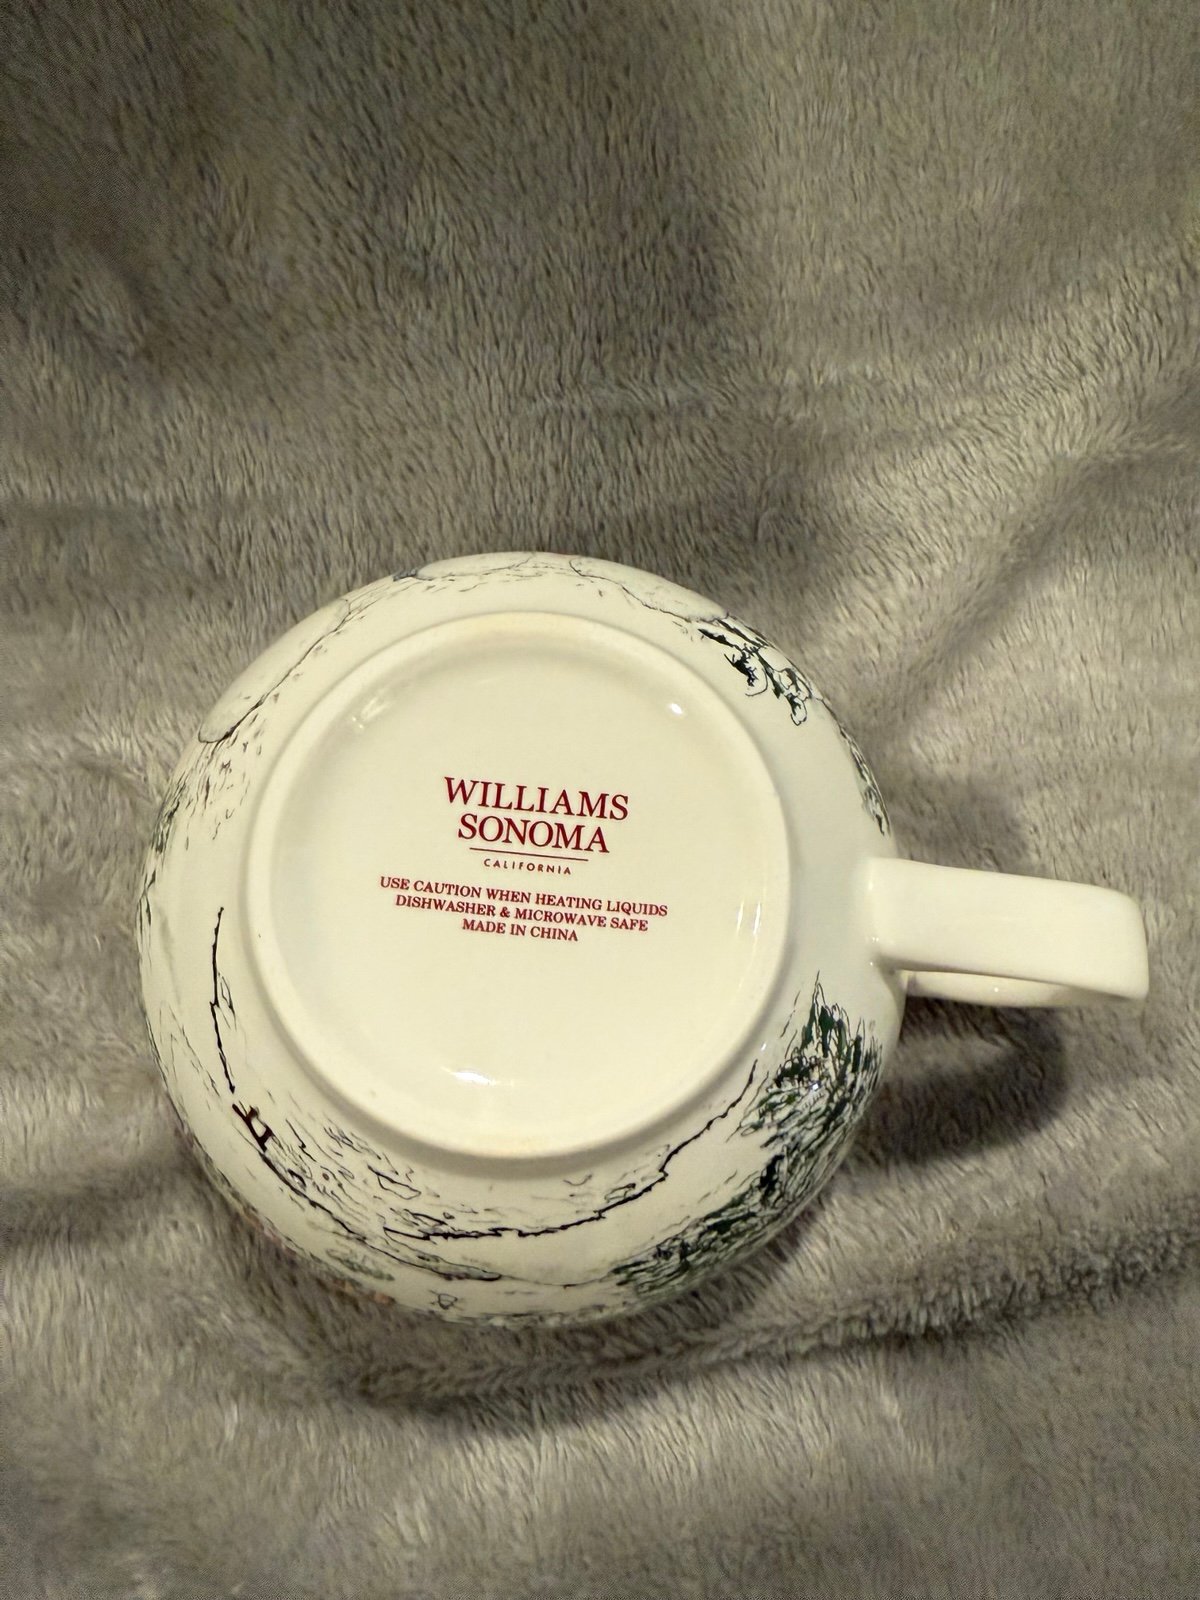 WILLIAMS
SONOMA
CALIFORNIA
USE CAUTION WHEN HEATING LIQUIDS
DISHWASHER & MICROWAVE SAFE
MADE IN CHINA